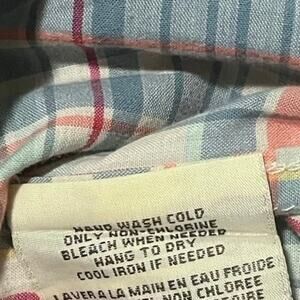 HAND WASH COLD
ONLY NON-CHLORINE
BLEACH WHEN NEEDED
HANG TO DRY
COOL IRON IF NEEDED
LAVER A LA MAIN EN EAU FROIDE
NON CHLOREE